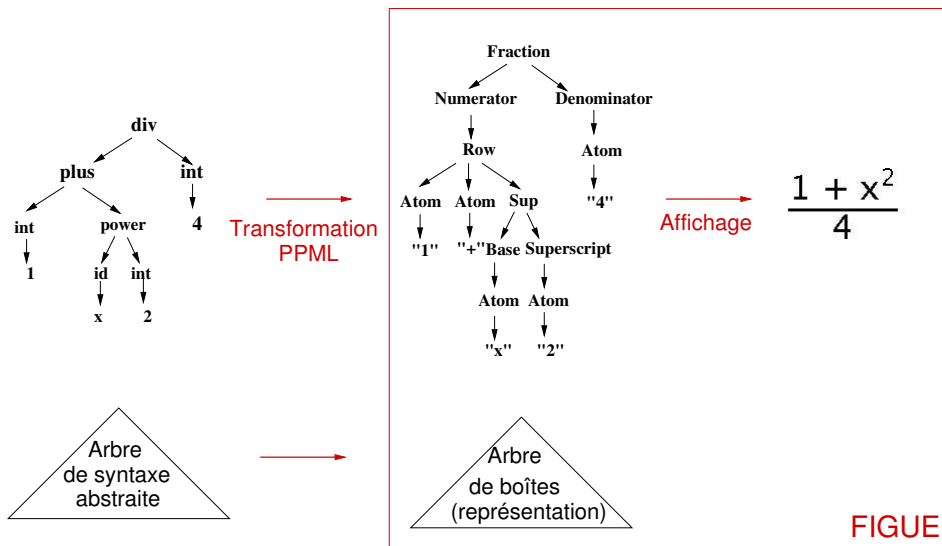 div
plus int
int power 4
1 id int
x 2
Transformation
PPML
Fraction
Numerator Denominator
Row Atom
Atom Atom Sup "4"
"1" "+" Base Superscript
Atom Atom
"x" "2"
Affichage
1 + x²
4
Arbre
de syntaxe
abstraite
Arbre
de boîtes
(représentation)
FIGUE